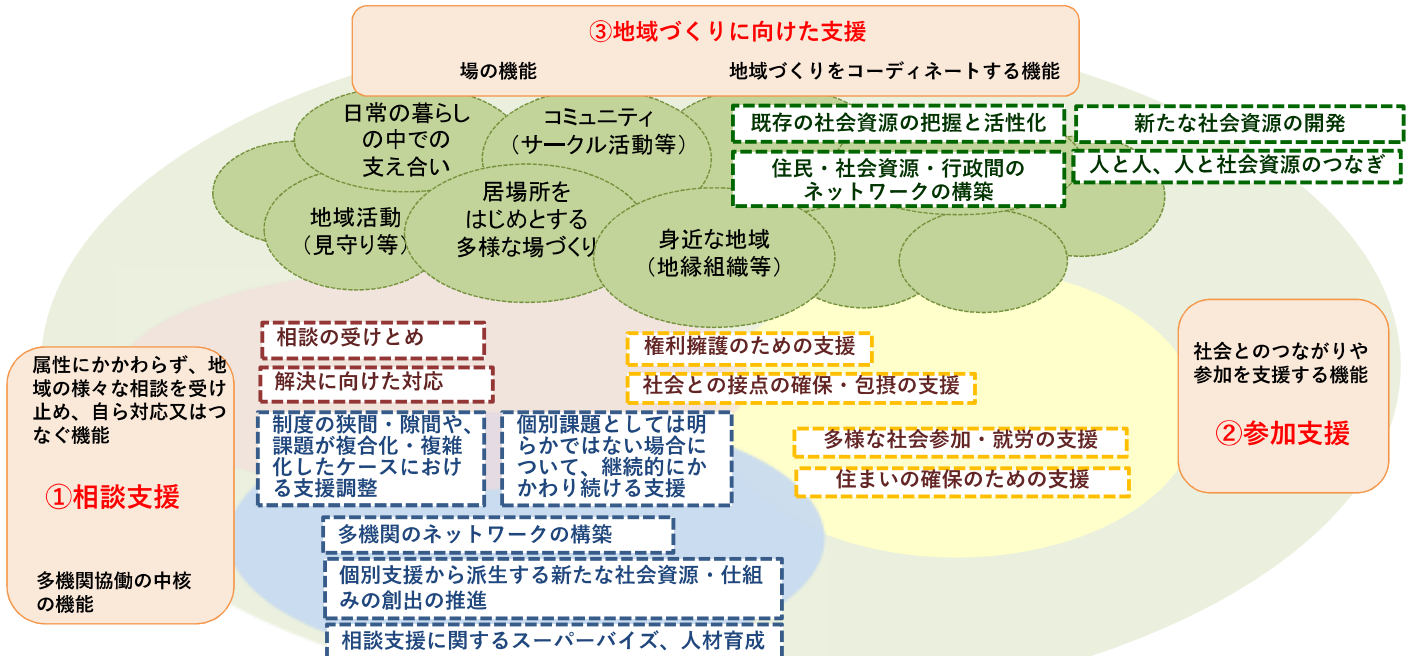 ③地域づくりに向けた支援
場の機能
地域づくりをコーディネートする機能
日常の暮らし
の中での
支え合い
コミュニティ
（サークル活動等）
既存の社会資源の把握と活性化
新たな社会資源の開発
住民・社会資源・行政間の
ネットワークの構築
人と人、人と社会資源のつなぎ
地域活動
（見守り等）
居場所を
はじめとする
多様な場づくり
身近な地域
（地縁組織等）
属性にかかわらず、地
域の様々な相談を受け
止め、自ら対応又はつ
なぐ機能
①相談支援
多機関協働の中核
の機能
相談の受けとめ
解決に向けた対応
制度の狭間・隙間や、
課題が複合化・複雑
化したケースにおけ
る支援調整
個別課題としては明
らかではない場合に
ついて、継続的にか
かわり続ける支援
多機関のネットワークの構築
個別支援から派生する新たな社会資源・仕組
みの創出の推進
相談支援に関するスーパーバイズ、人材育成
権利擁護のための支援
社会との接点の確保・包摂の支援
多様な社会参加・就労の支援
住まいの確保のための支援
社会とのつながりや
参加を支援する機能
②参加支援